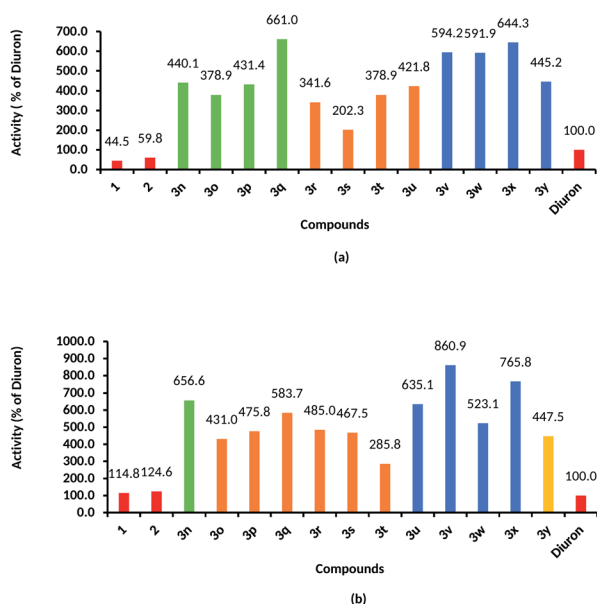 Activity ( % of Diuron)
700.0
600.0
500.0
400.0
300.0
200.0
100.0
0.0
44.5 59.8 440.1 378.9 431.4 661.0 341.6 202.3 378.9 421.8 594.2 591.9 644.3 445.2 100.0
1 2 3n 3o 3p 3q 3r 3s 3t 3u 3v 3w 3x 3y Diuron
Compounds
(a)
Activity (% of Diuron)
1000.0
900.0
800.0
700.0
600.0
500.0
400.0
300.0
200.0
100.0
0.0
114.8 124.6 656.6 431.0 475.8 583.7 485.0 467.5 285.8 635.1 860.9 523.1 765.8 447.5 100.0
1 2 3n 3o 3p 3q 3r 3s 3t 3u 3v 3w 3x 3y Diuron
Compounds
(b)